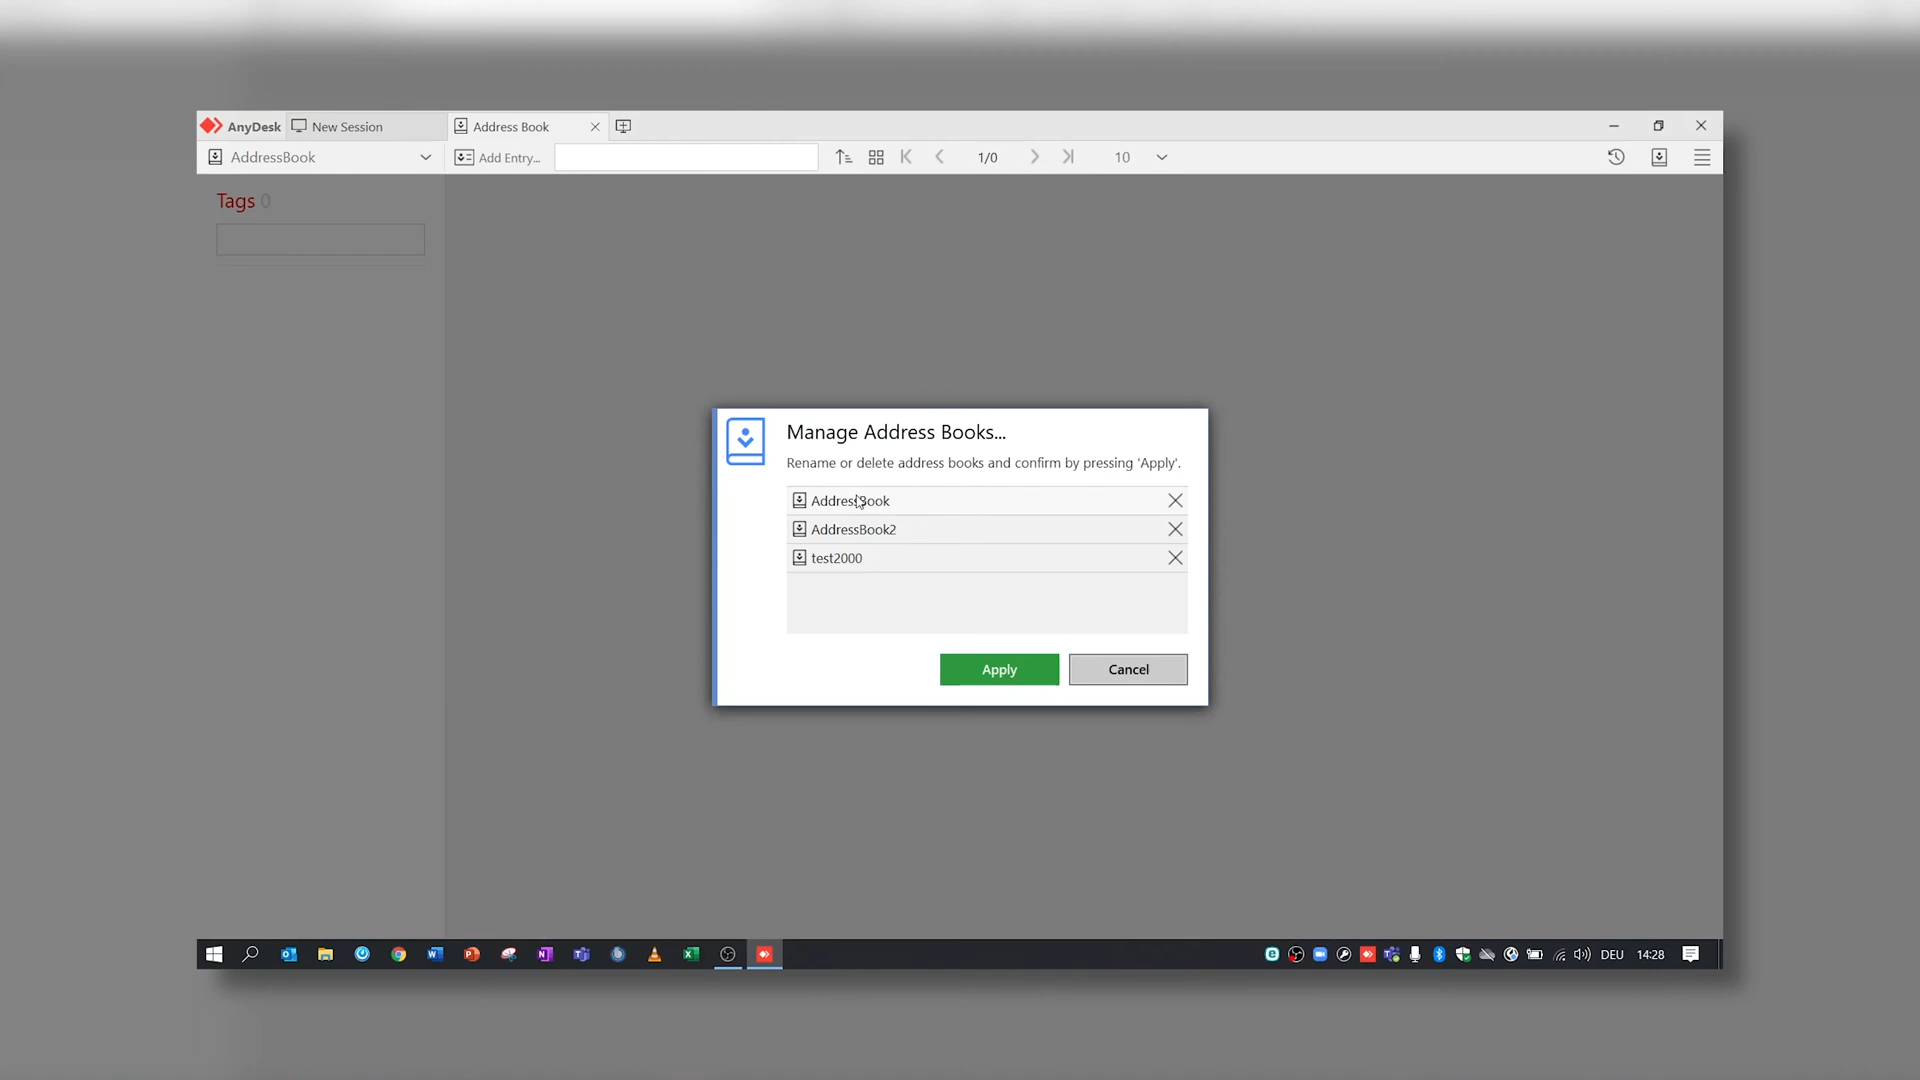 AnyDesk
New Session
Address Book
AddressBook
Add Entry...
1/0
10
Tags 0
Manage Address Books...
Rename or delete address books and confirm by pressing 'Apply'.
AddressBook
AddressBook2
test2000
Apply
Cancel
DEU
14:28